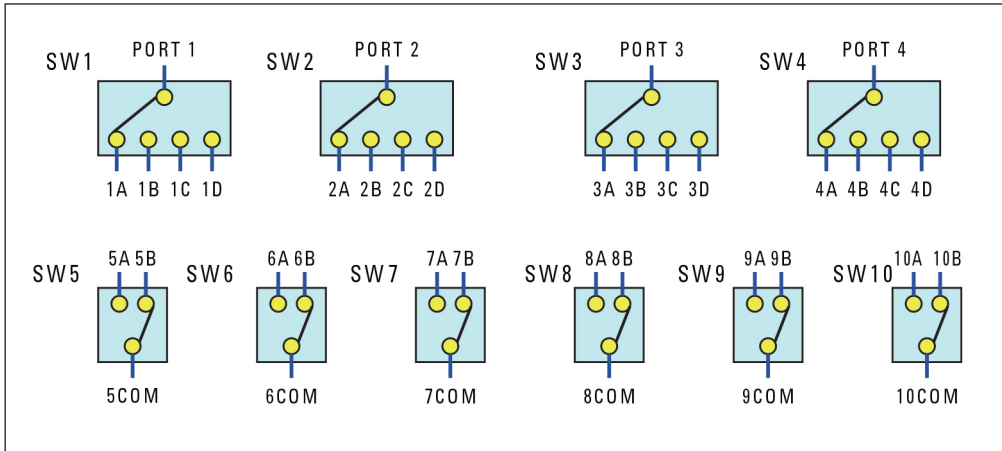 SW1 PORT 1 SW2 PORT 2 SW3 PORT 3 SW4 PORT 4
1A 1B 1C 1D 2A 2B 2C 2D 3A 3B 3C 3D 4A 4B 4C 4D
SW5 5A 5B SW6 6A 6B SW7 7A 7B SW8 8A 8B SW9 9A 9B SW10 10A 10B
5COM 6COM 7COM 8COM 9COM 10COM